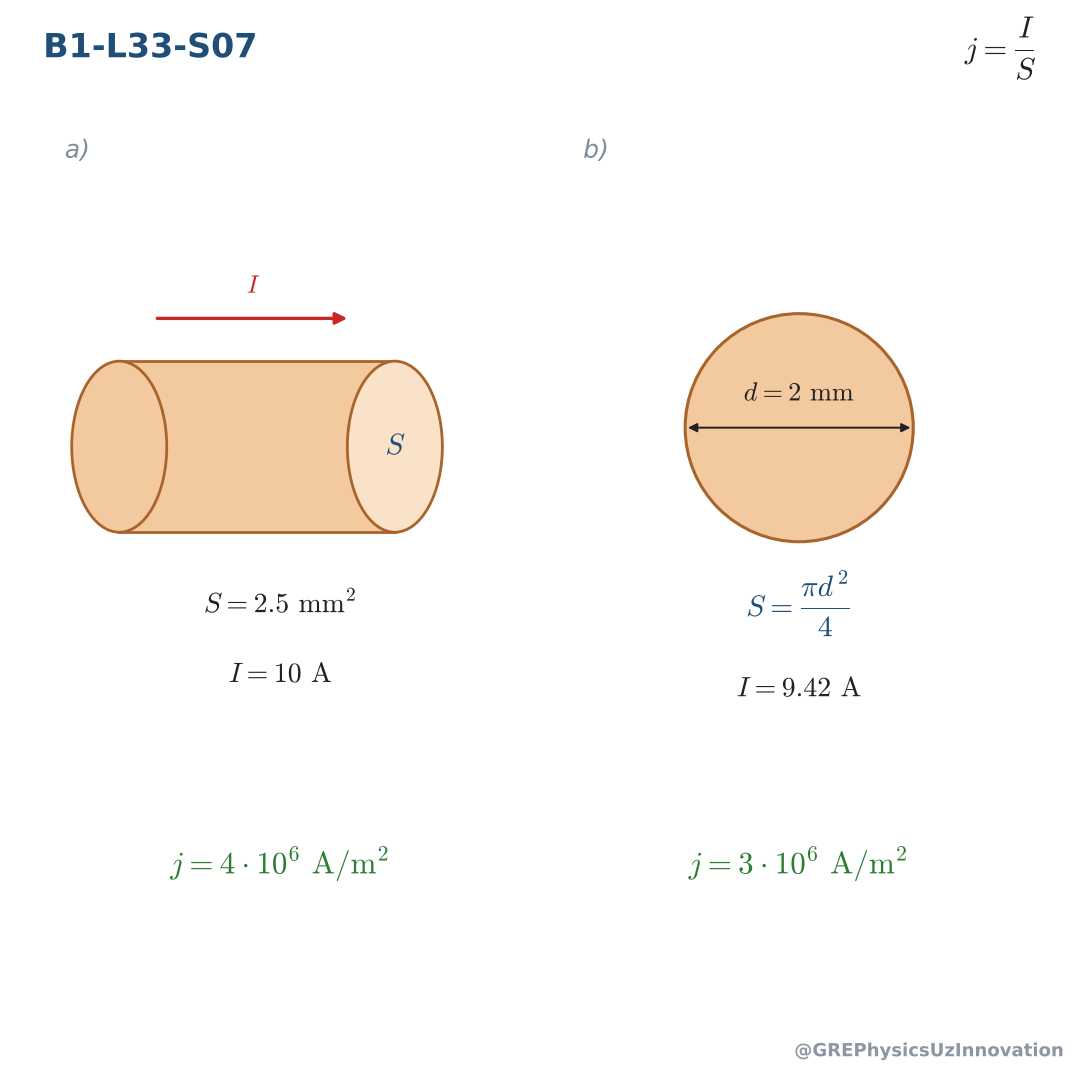 B1-L33-S07
j = I/S
a)
I
S
S = 2.5 mm²
I = 10 A
j = 4 · 10⁶ A/m²
b)
d = 2 mm
S = πd²/4
I = 9.42 A
j = 3 · 10⁶ A/m²
@GREPhysicsUzInnovation